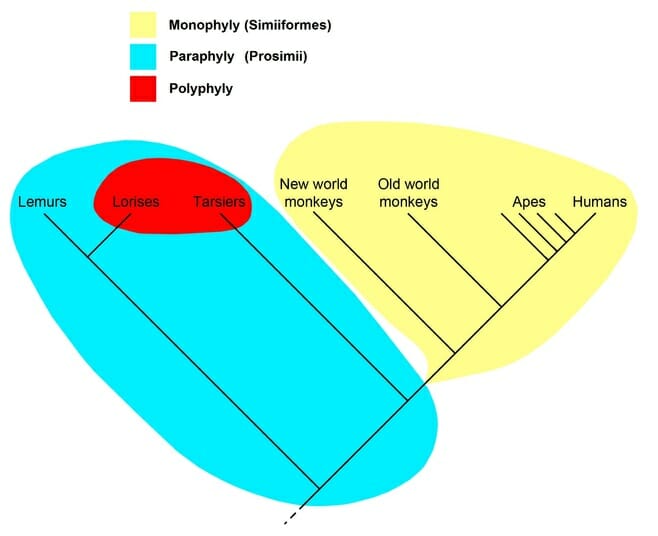 Monophyly (Simiiformes)
Paraphyly (Prosimii)
Polyphyly
New world
monkeys
Old world
monkeys
Lemurs
Lorises
Tarsiers
Apes
Humans